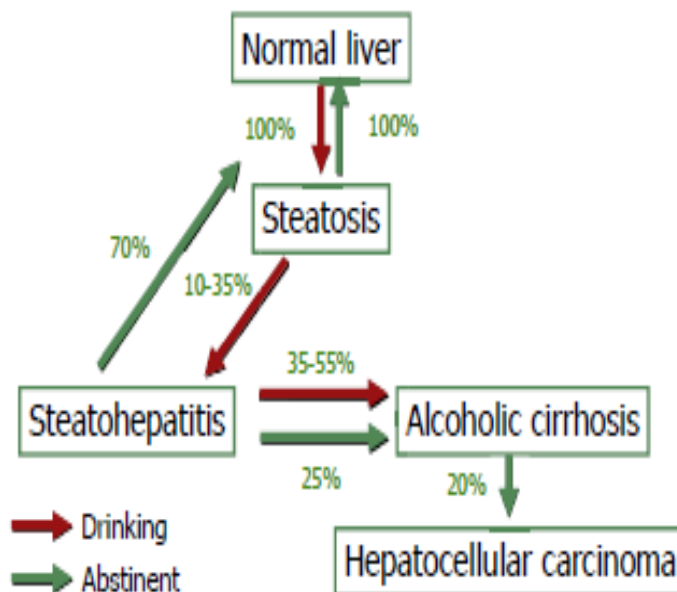 Normal liver
100%
100%
Steatosis
70%
10-35%
35-55%
Steatohepatitis
Alcoholic cirrhosis
25%
20%
Drinking
Hepatocellular carcinoma
Abstinent